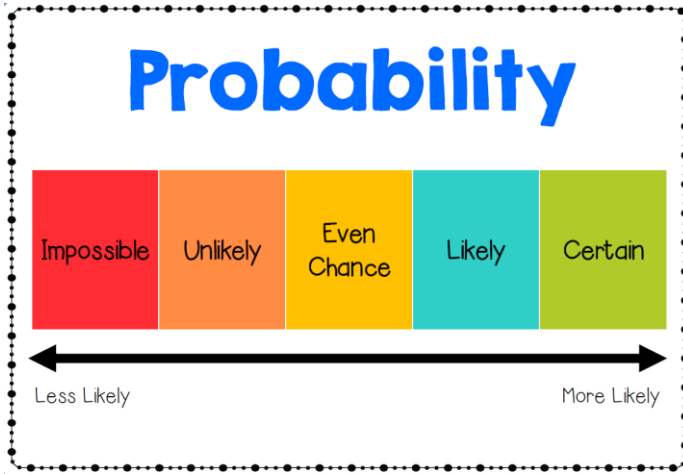 Probability
Impossible
Unlikely
Even
Chance
Likely
Certain
Less Likely
More Likely